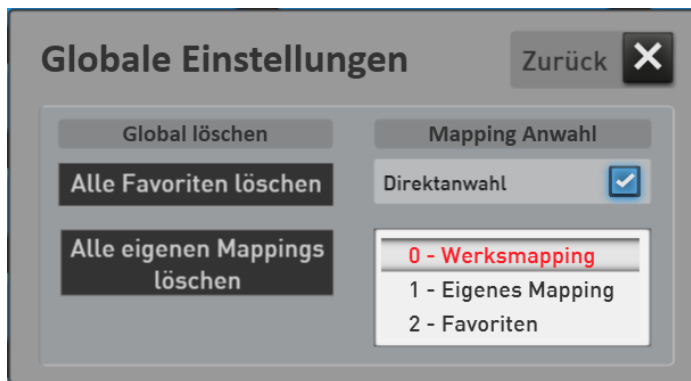 Globale Einstellungen
Zurück
Global löschen
Alle Favoriten löschen
Alle eigenen Mappings
löschen
Mapping Anwahl
Direktanwahl
0 - Werksmapping
1 - Eigenes Mapping
2 - Favoriten